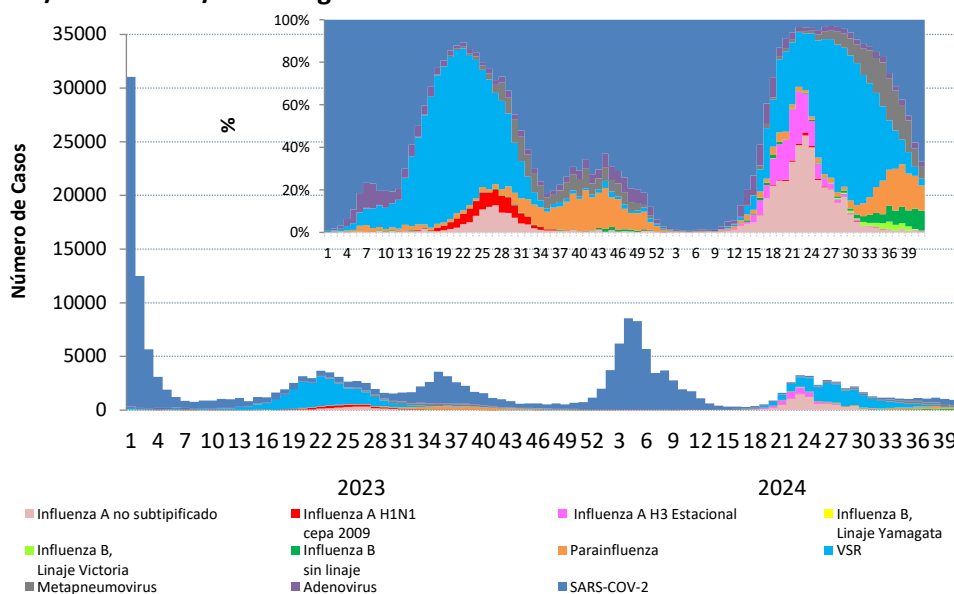 35000
30000
25000
20000
15000
10000
5000
0
Número de Casos
100%
80%
60%
40%
20%
0%
%
1 4 7 10 13 16 19 22 25 28 31 34 37 40 43 46 49 52 3 6 9 12 15 18 21 24 27 30 33 36 39
1 4 7 10 13 16 19 22 25 28 31 34 37 40 43 46 49 52 3 6 9 12 15 18 21 24 27 30 33 36 39
2023 2024
Influenza A no subtipificado
Influenza A H1N1
cepa 2009
Influenza A H3 Estacional
Influenza B,
Linaje Yamagata
Influenza B,
Linaje Victoria
Influenza B
sin linaje
Parainfluenza
VSR
Metapneumovirus
Adenovirus
SARS-COV-2